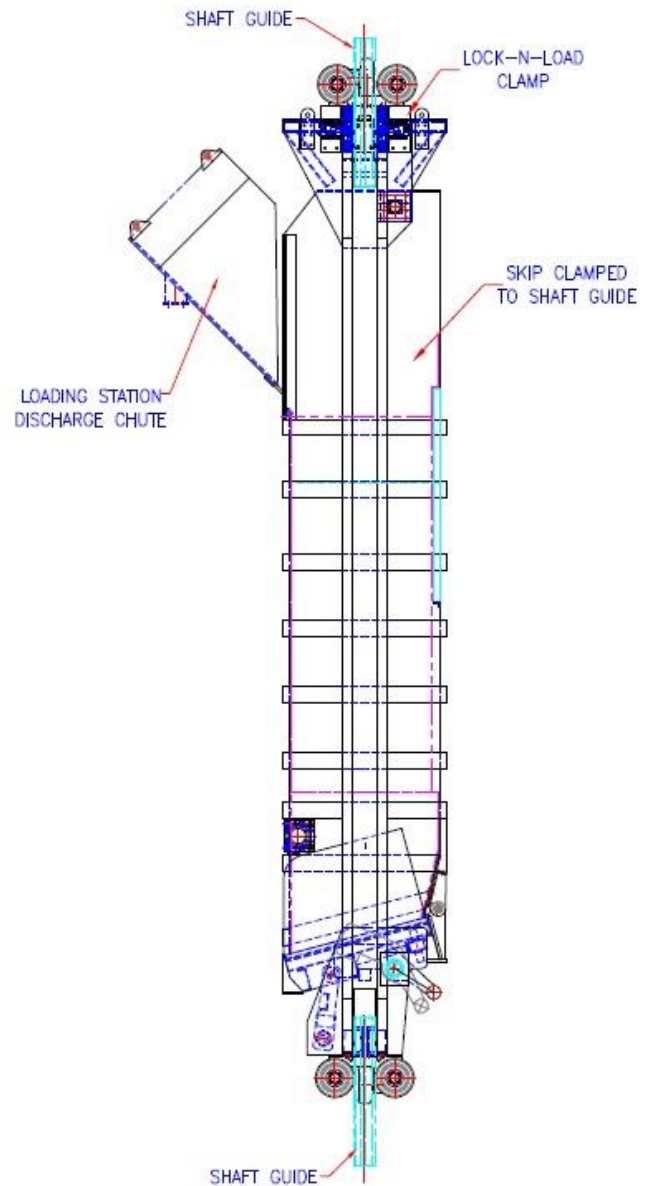 SHAFT GUIDE
LOCK-N-LOAD
CLAMP
SKIP CLAMPED
TO SHAFT GUIDE
LOADING STATION
DISCHARGE CHUTE
SHAFT GUIDE